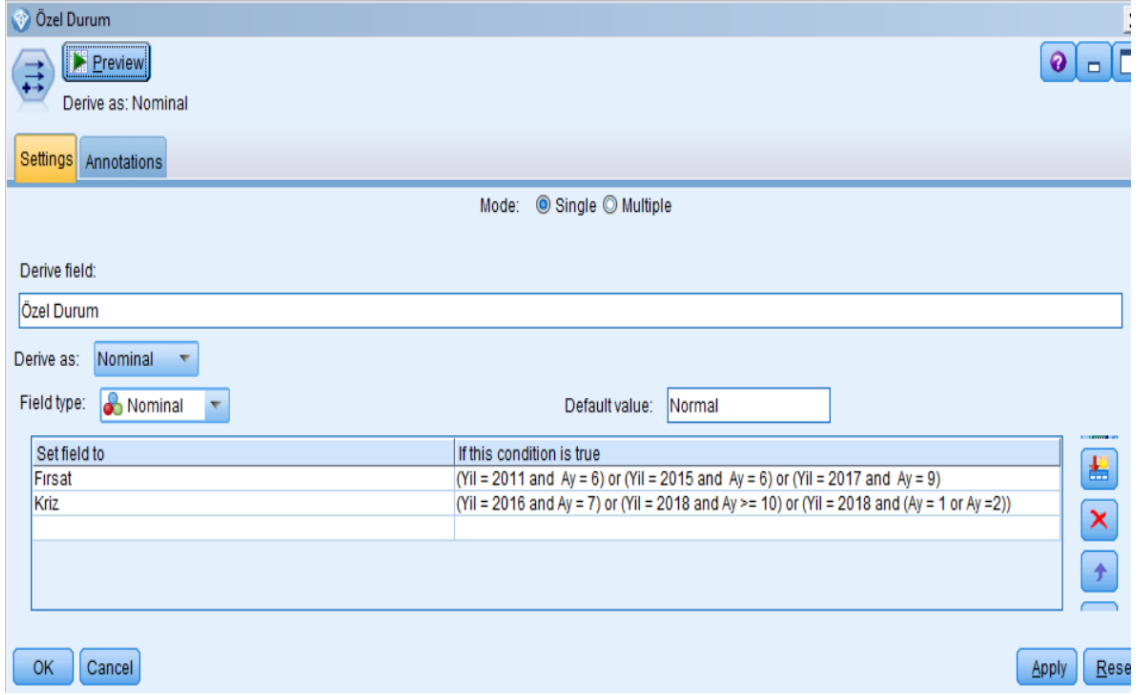 Özel Durum
Preview
Derive as: Nominal
Settings Annotations
Mode: Single Multiple
Derive field:
Özel Durum
Derive as: Nominal
Field type: Nominal Default value: Normal
Set field to If this condition is true
Fırsat (Yil = 2011 and Ay = 6) or (Yil = 2015 and Ay = 6) or (Yil = 2017 and Ay = 9)
Kriz (Yil = 2016 and Ay = 7) or (Yil = 2018 and Ay >= 10) or (Yil = 2018 and (Ay = 1 or Ay =2))
OK Cancel Apply Rese